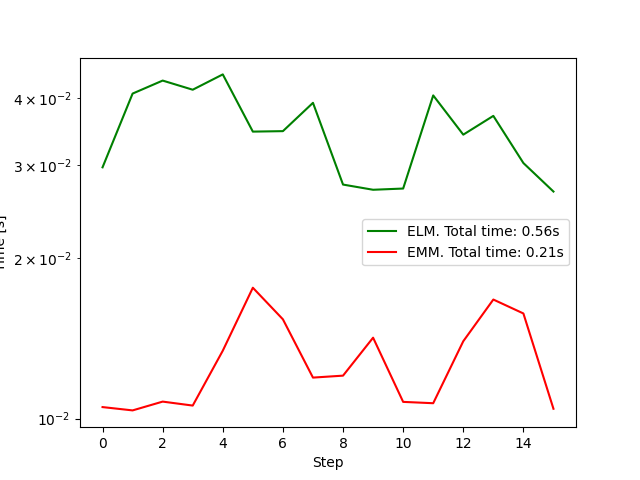 4 × 10⁻²
3 × 10⁻²
2 × 10⁻²
10⁻²
[s]
ELM. Total time: 0.56s
EMM. Total time: 0.21s
0 2 4 6 8 10 12 14
Step